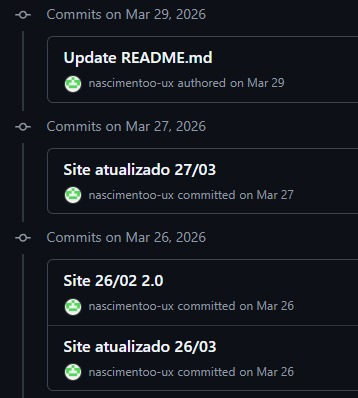 Commits on Mar 29, 2026
Update README.md
nascimentoo-ux authored on Mar 29
Commits on Mar 27, 2026
Site atualizado 27/03
nascimentoo-ux committed on Mar 27
Commits on Mar 26, 2026
Site 26/02 2.0
nascimentoo-ux committed on Mar 26
Site atualizado 26/03
nascimentoo-ux committed on Mar 26